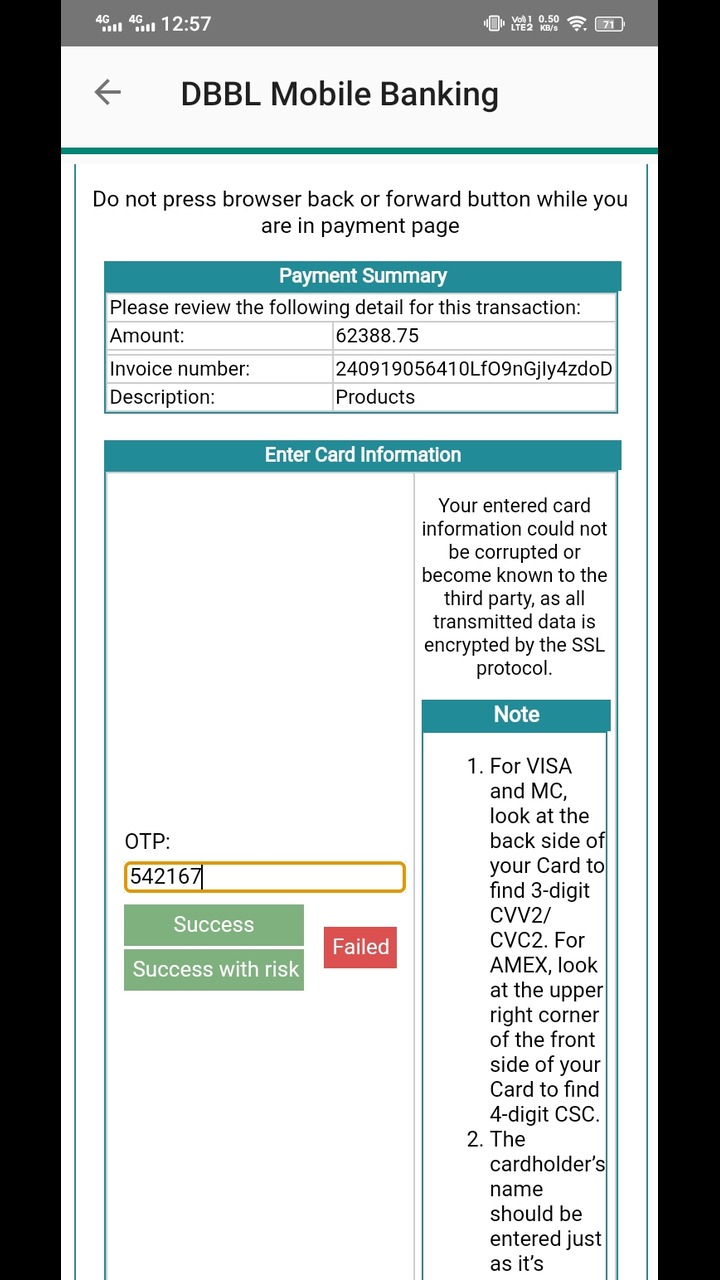 4G 4G 12:57 Vo) 1 LTE2 0.50 KB/s 71
DBBL Mobile Banking
Do not press browser back or forward button while you
are in payment page
Payment Summary
Please review the following detail for this transaction:
Amount: 62388.75
Invoice number: 240919056410LfO9nGjIy4zdoD
Description: Products
Enter Card Information
OTP:
542167
Success
Success with risk
Failed
Your entered card
information could not
be corrupted or
become known to the
third party, as all
transmitted data is
encrypted by the SSL
protocol.
Note
1. For VISA
and MC,
look at the
back side of
your Card to
find 3-digit
CVV2/
CVC2. For
AMEX, look
at the upper
right corner
of the front
side of your
Card to find
4-digit CSC.
2. The
cardholder's
name
should be
entered just
as it's